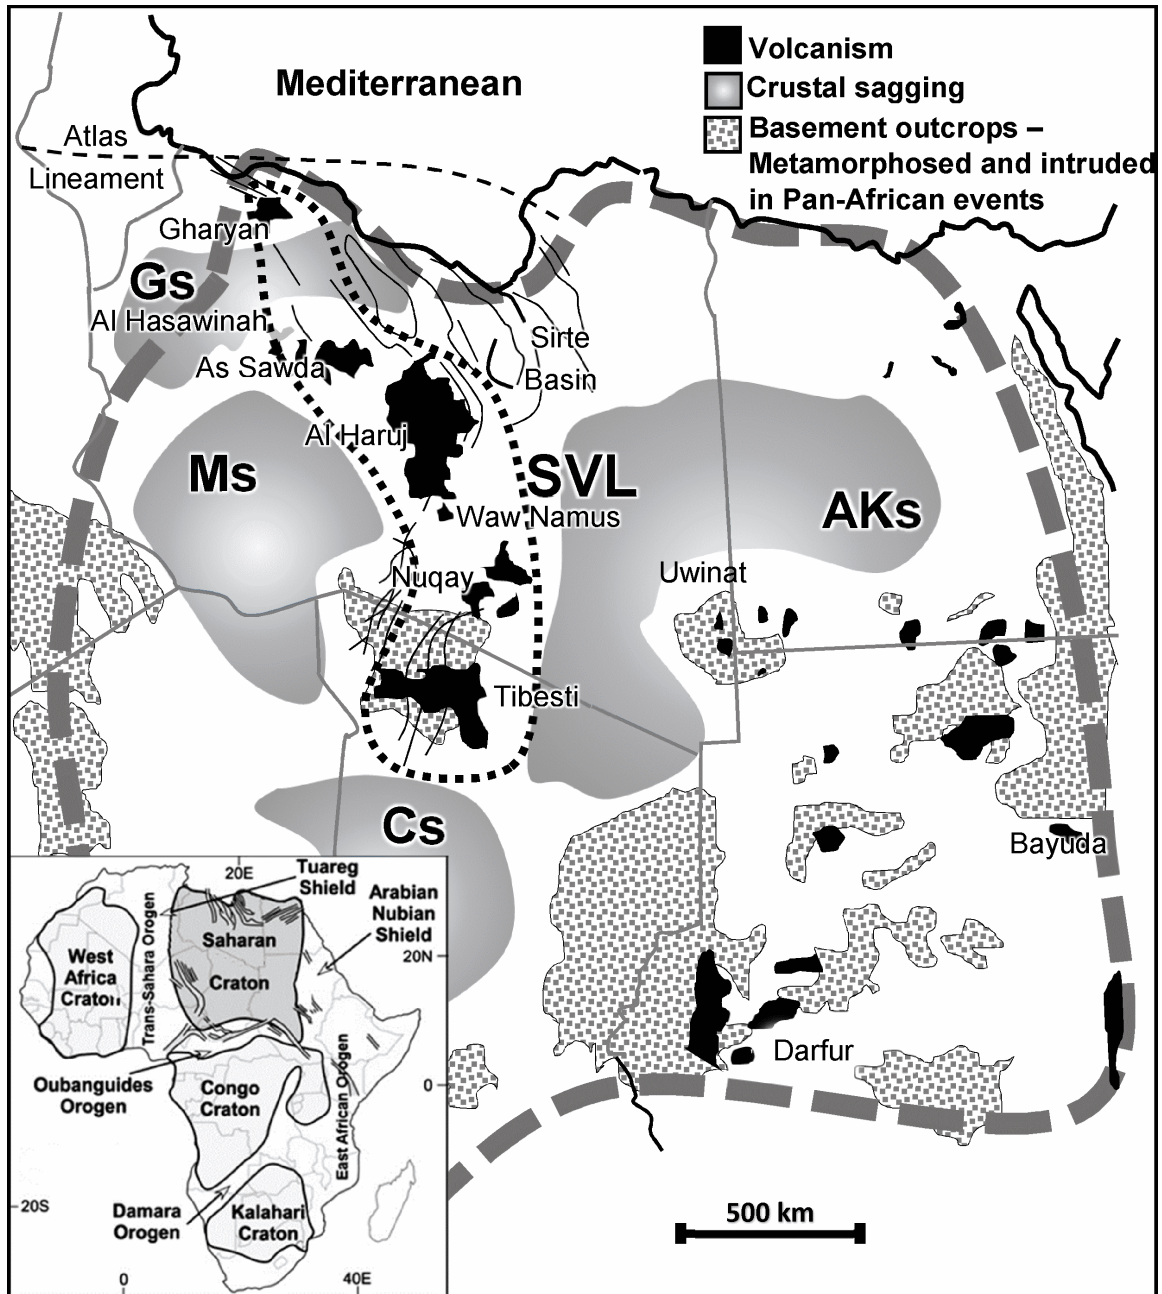 Volcanism
Mediterranean
Crustal sagging
Basement outcrops –
Metamorphosed and intruded
in Pan-African events
Atlas
Lineament
Gharyan
Gs
Al Hasawinah
Sirte
Basin
As Sawda
Al Haruj
Ms
SVL
AKs
Waw Namus
Nuqay
Uwinat
Tibesti
Cs
Bayuda
Darfur
500 km
20E
Tuareg
Shield
Arabian
Nubian
Shield
Saharan
Craton
20N
West
Africa
Craton
Trans-Sahara Orogen
Oubanguides
Orogen
Congo
Craton
East African Orogen
0
20S
Damara
Orogen
Kalahari
Craton
0
40E